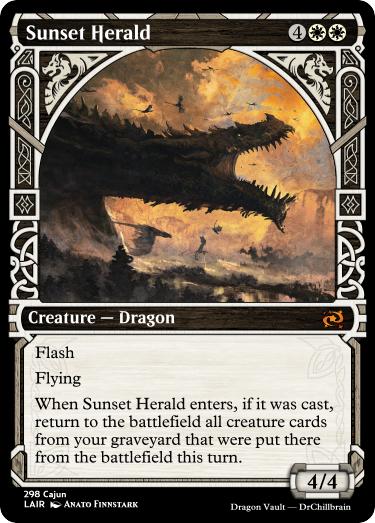 Sunset Herald 4
Creature — Dragon
Flash
Flying
When Sunset Herald enters, if it was cast,
return to the battlefield all creature cards
from your graveyard that were put there
from the battlefield this turn.
4/4
298 Cajun
LAIR Anato Finnstark
Dragon Vault — DrChillbrain